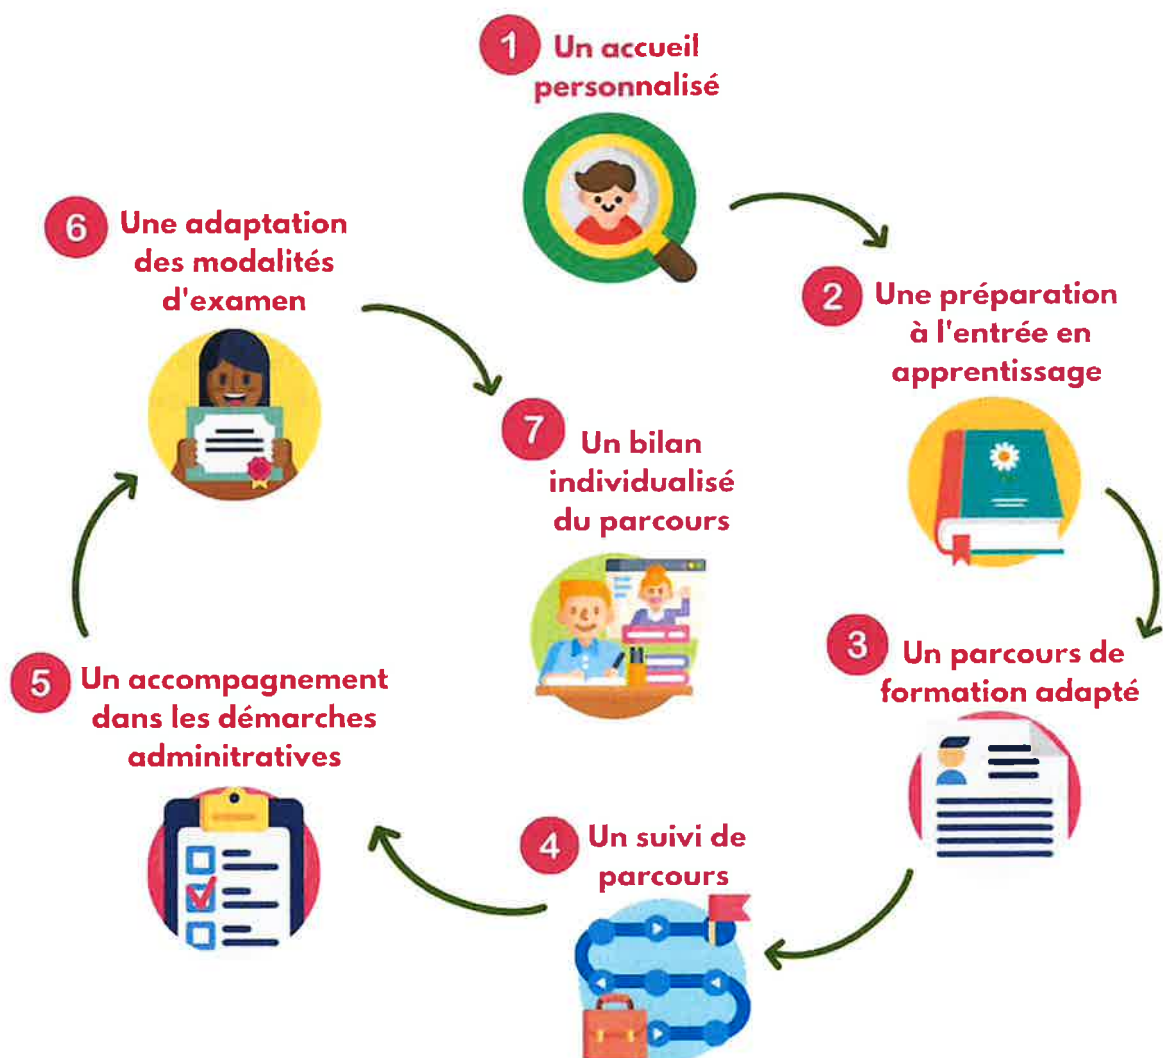 1 Un accueil
personnalisé
2 Une préparation
à l'entrée en
apprentissage
3 Un parcours de
formation adapté
4 Un suivi de
parcours
5 Un accompagnement
dans les démarches
adminitratives
6 Une adaptation
des modalités
d'examen
7 Un bilan
individualisé
du parcours